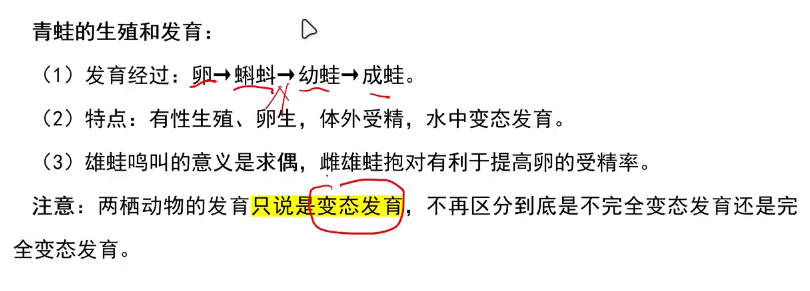 青蛙的生殖和发育：
（1）发育经过：卵→蝌蚪→幼蛙→成蛙。
（2）特点：有性生殖、卵生，体外受精，水中变态发育。
（3）雄蛙鸣叫的意义是求偶，雌雄蛙抱对有利于提高卵的受精率。
注意：两栖动物的发育只说是变态发育，不再区分到底是不完全变态发育还是完
全变态发育。